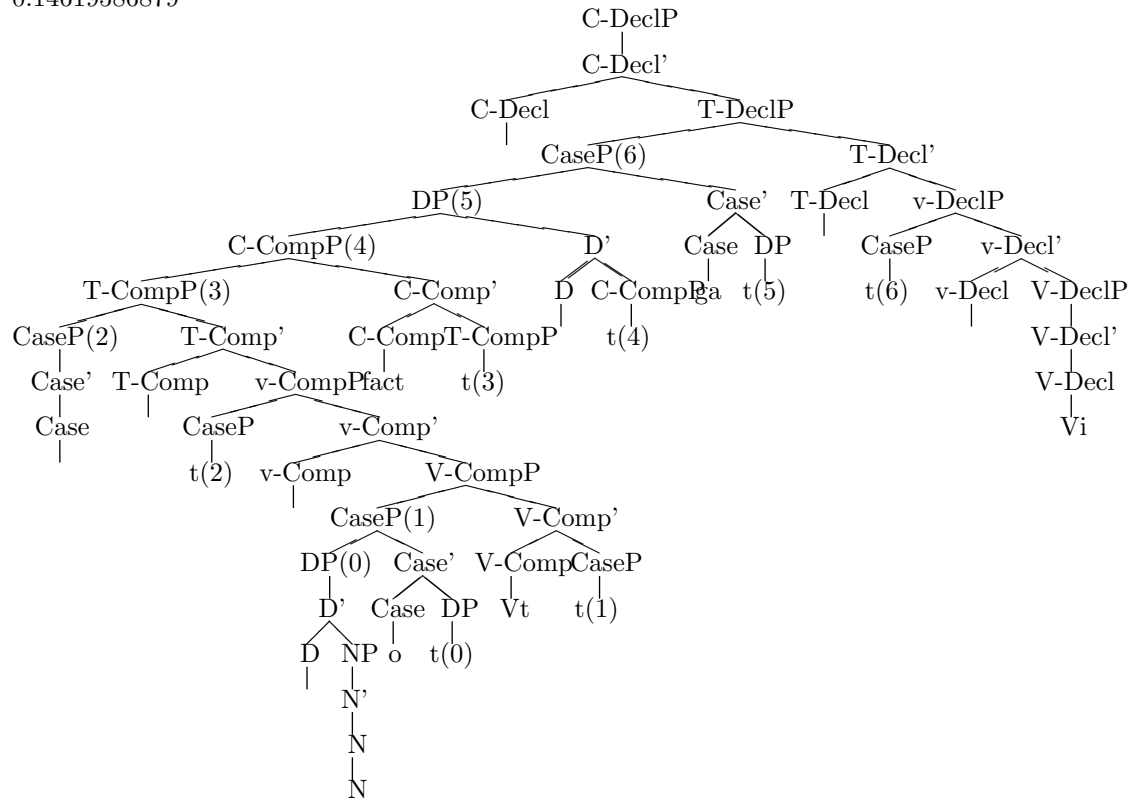 C-DeclP
C-Decl’
C-Decl T-DeclP
CaseP(6) T-Decl’
DP(5) Case’ T-Decl v-DeclP
C-CompP(4) D’ Case DP CaseP v-Decl’
T-CompP(3) C-Comp’ D C-CompP ga t(5) t(6) v-Decl V-DeclP
CaseP(2) T-Comp’ C-Comp T-CompP t(4) V-Decl’
Case’ T-Comp v-CompP fact t(3) V-Decl
Case CaseP v-Comp’ Vi
t(2) v-Comp V-CompP
CaseP(1) V-Comp’
DP(0) Case’ V-Comp CaseP
D’ Case DP Vt t(1)
D NP o t(0)
N’
N
N